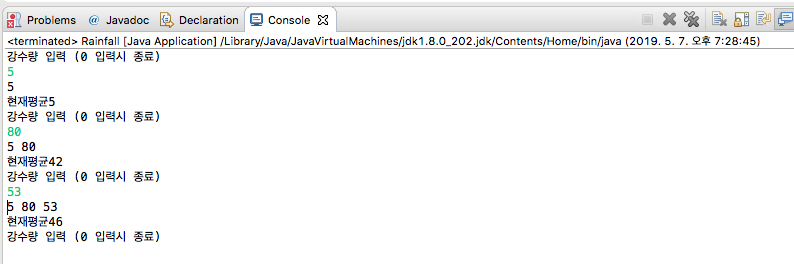 Problems @ Javadoc Declaration Console
<terminated> Rainfall [Java Application] /Library/Java/JavaVirtualMachines/jdk1.8.0_202.jdk/Contents/Home/bin/java (2019. 5. 7. 오후 7:28:45)
강수량 입력 (0 입력시 종료)
5
5
현재평균5
강수량 입력 (0 입력시 종료)
80
5 80
현재평균42
강수량 입력 (0 입력시 종료)
53
5 80 53
현재평균46
강수량 입력 (0 입력시 종료)